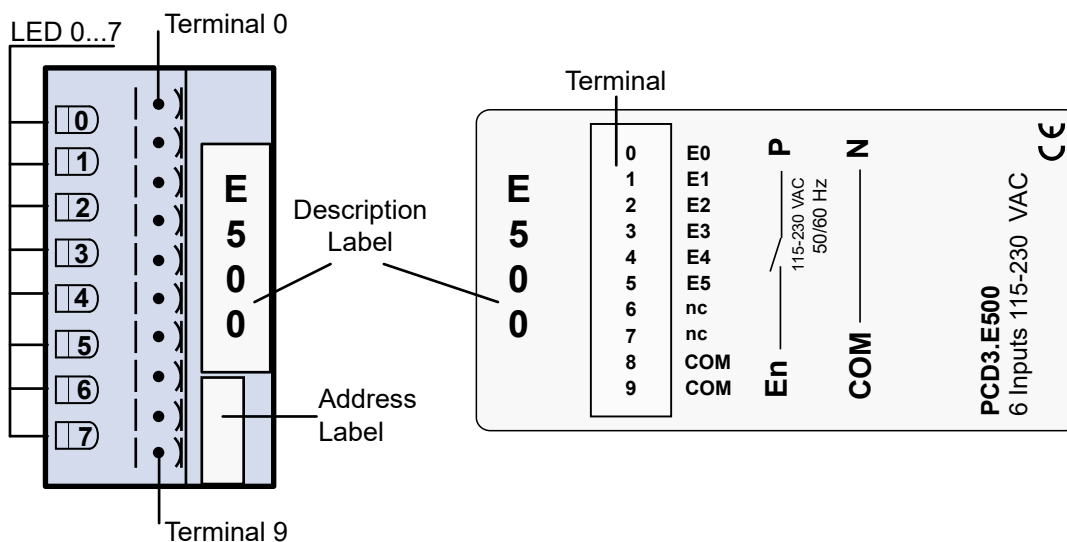 LED 0...7
Terminal 0
0
1
2
3
4
5
6
7
E
5
0
0
Description
Label
Address
Label
Terminal 9
Terminal
E
5
0
0
0 E0
1 E1
2 E2
3 E3
4 E4
5 E5
6 nc
7 nc
8 COM
9 COM
P
En
115-230 VAC
50/60 Hz
N
COM
PCD3.E500
6 Inputs 115-230 VAC
CE